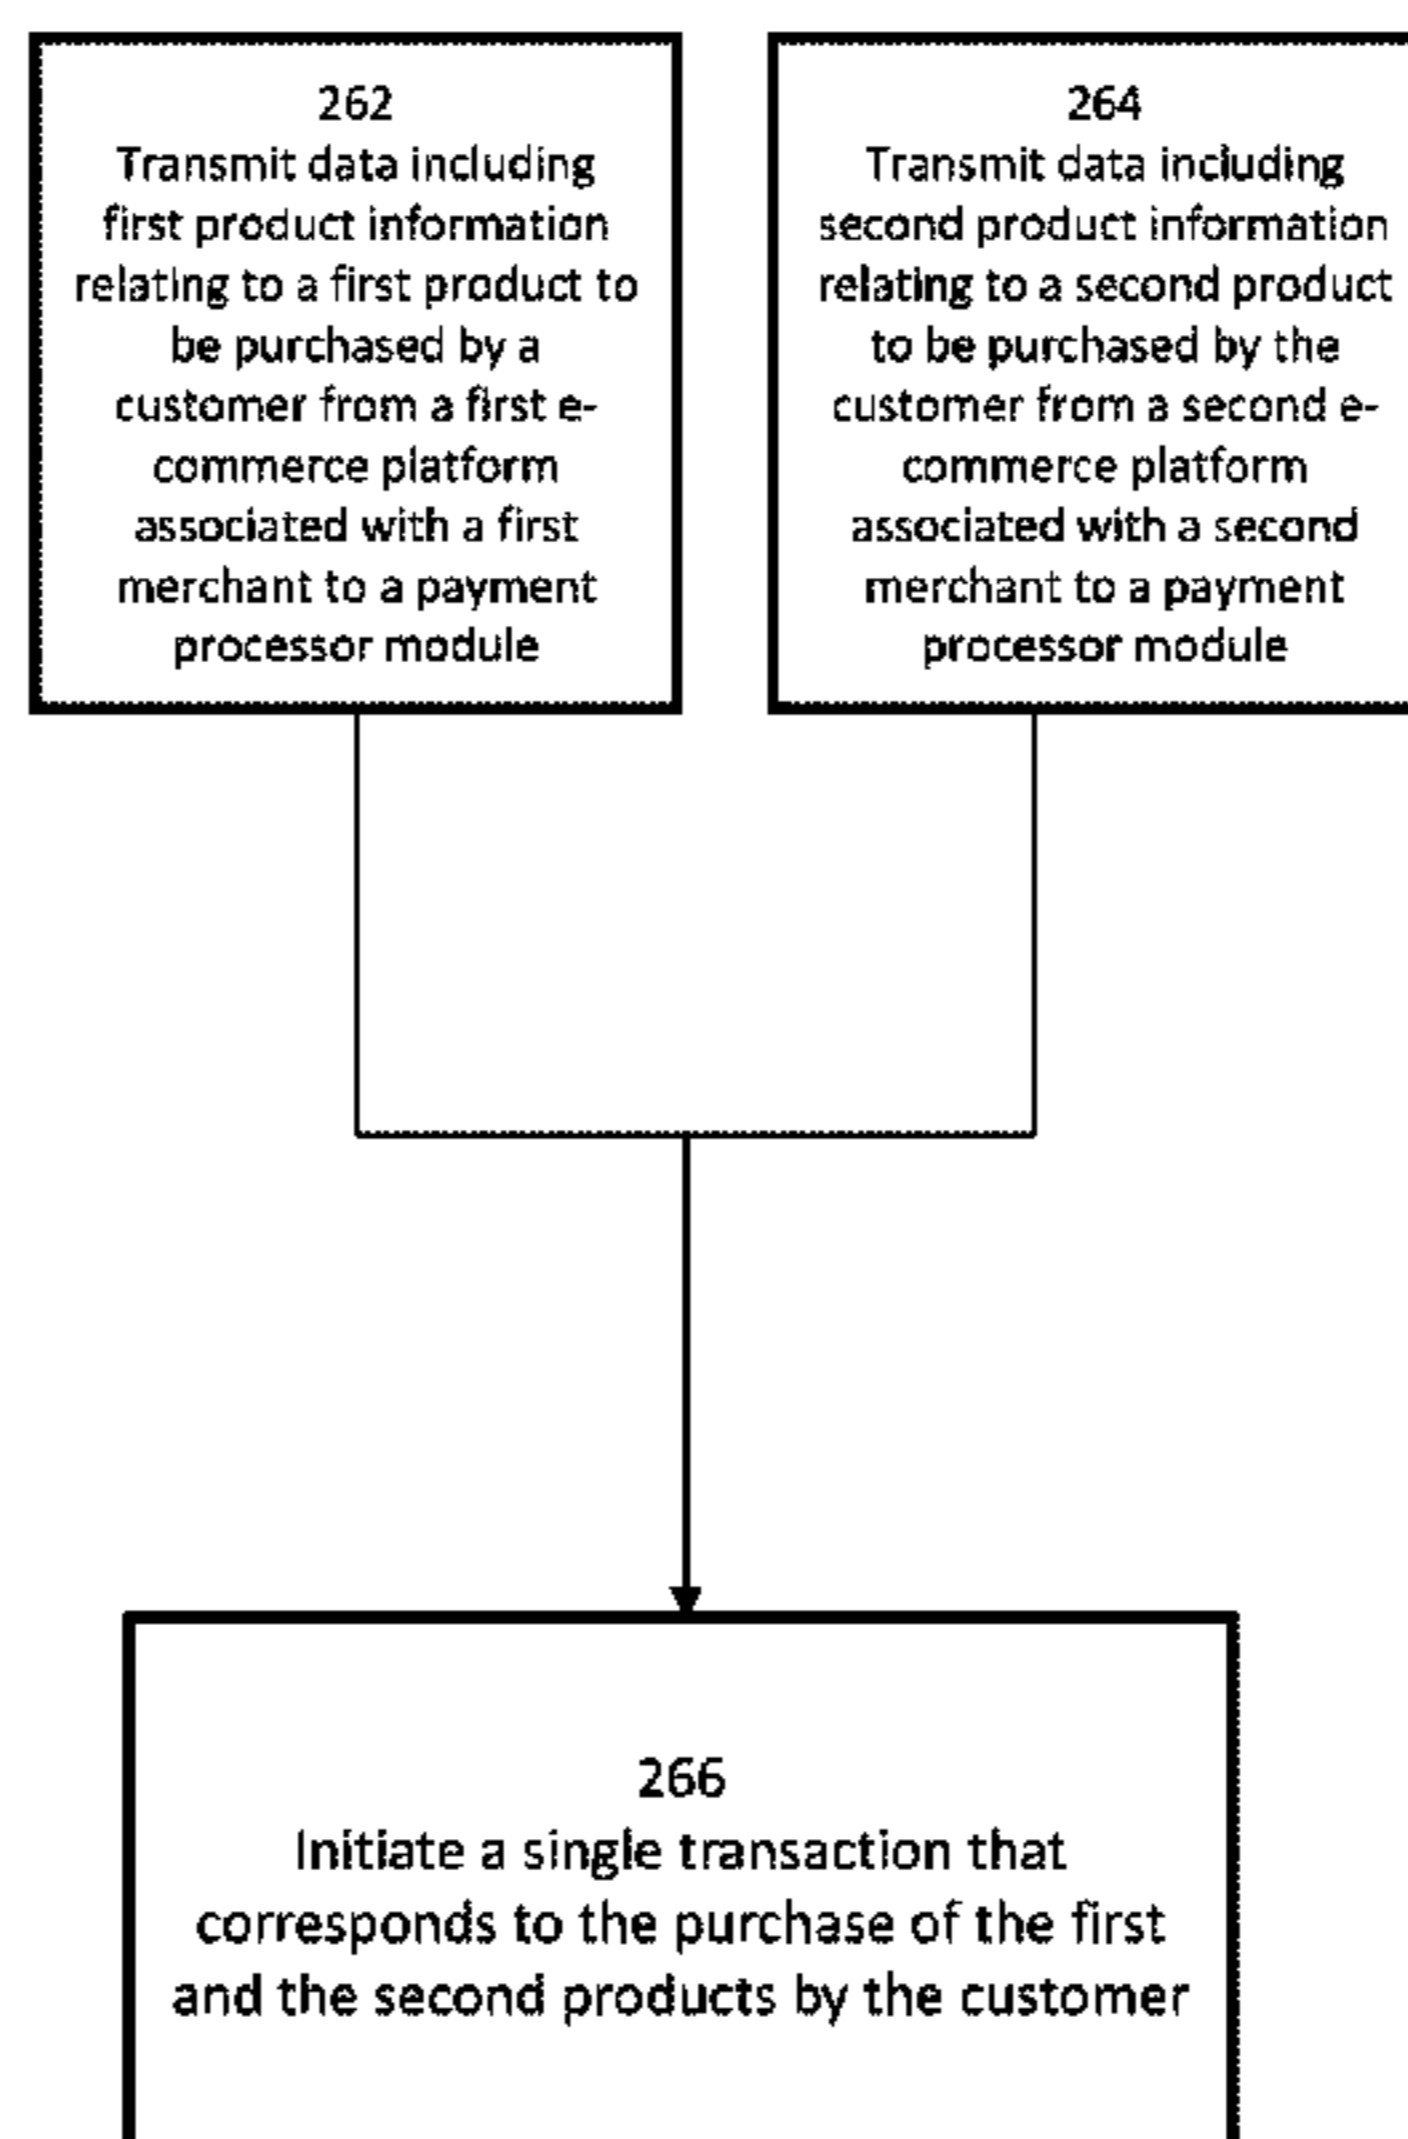 262
Transmit data including
first product information
relating to a first product to
be purchased by a
customer from a first e-
commerce platform
associated with a first
merchant to a payment
processor module
264
Transmit data including
second product information
relating to a second product
to be purchased by the
customer from a second e-
commerce platform
associated with a second
merchant to a payment
processor module
266
Initiate a single transaction that
corresponds to the purchase of the first
and the second products by the customer